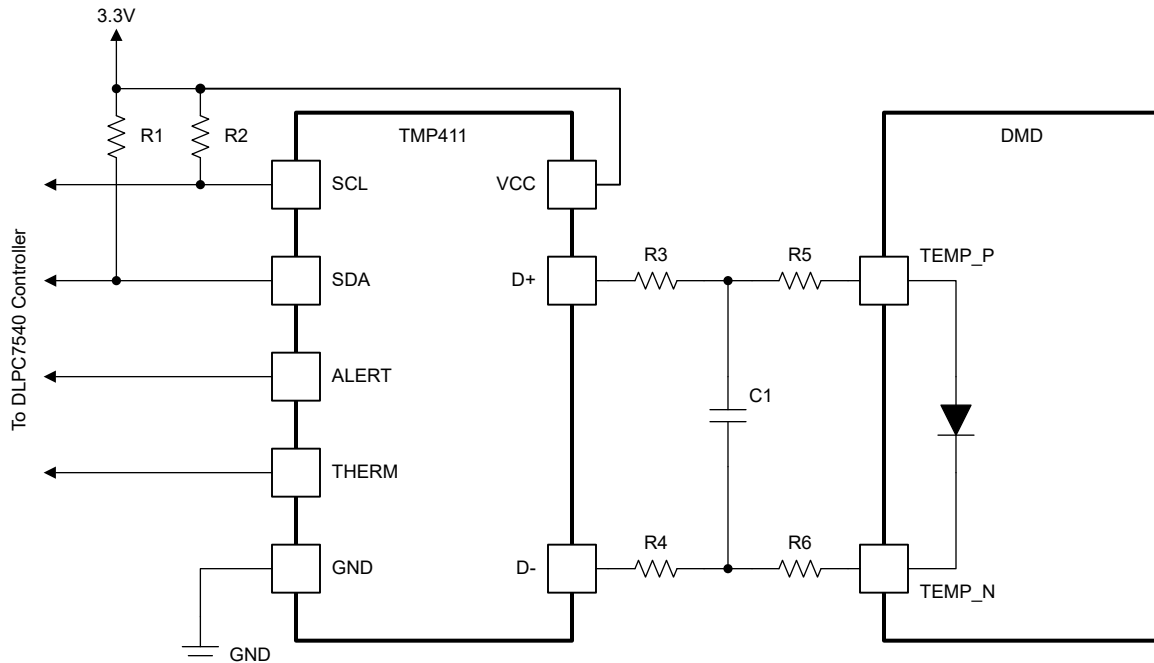 3.3V
R1
R2
TMP411
DMD
SCL
VCC
SDA
D+
R3
R5
TEMP_P
To DLPC7540 Controller
ALERT
C1
THERM
GND
D-
R4
R6
TEMP_N
GND